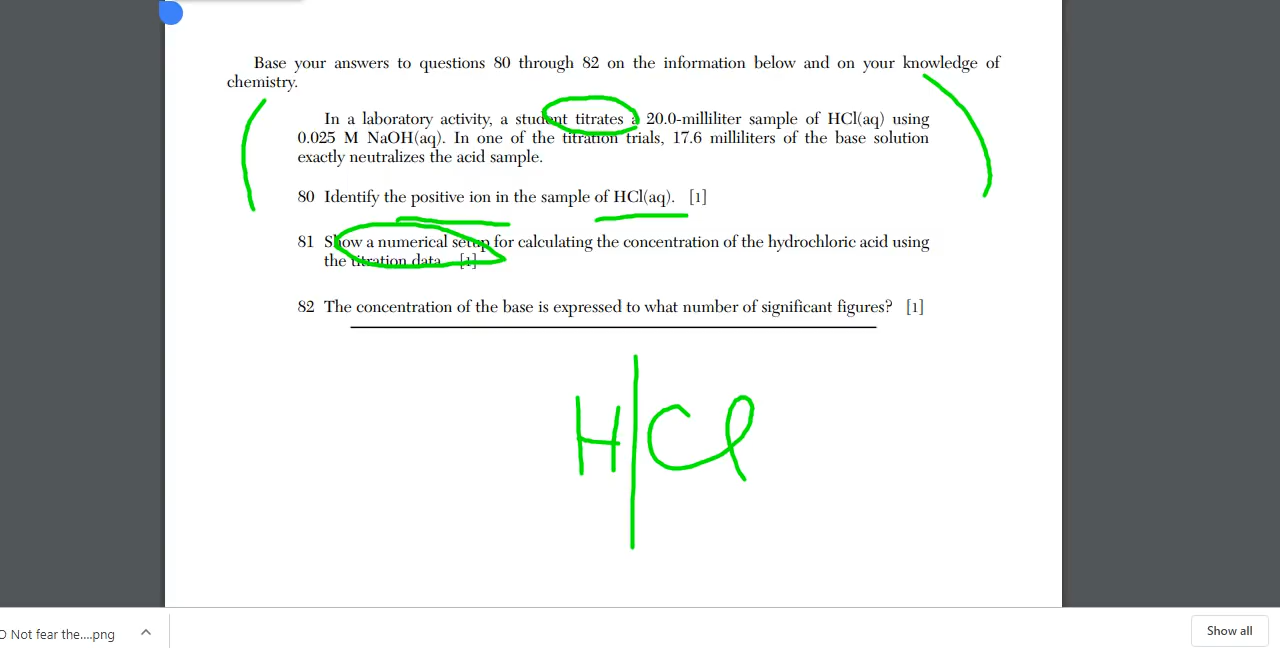 Base your answers to questions 80 through 82 on the information below and on your knowledge of
chemistry.
In a laboratory activity, a student titrates a 20.0-milliliter sample of HCl(aq) using
0.025 M NaOH(aq). In one of the titration trials, 17.6 milliliters of the base solution
exactly neutralizes the acid sample.
80 Identify the positive ion in the sample of HCl(aq). [1]
81 Show a numerical setup for calculating the concentration of the hydrochloric acid using
the titration data. [1]
82 The concentration of the base is expressed to what number of significant figures? [1]
H|Cl
O Not fear the....png
Show all